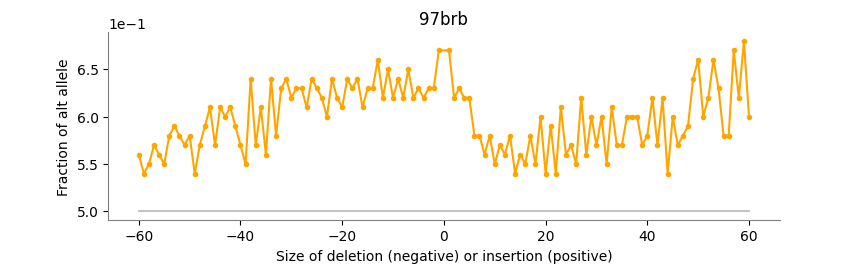 97brb
1e−1
6.5
6.0
5.5
5.0
Fraction of alt allele
−60 −40 −20 0 20 40 60
Size of deletion (negative) or insertion (positive)